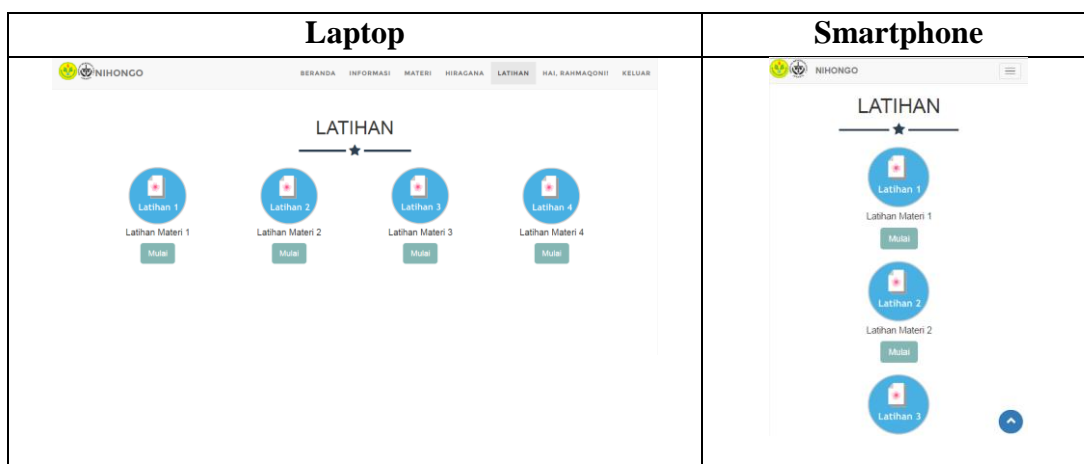 Laptop
NIHONGO
BERANDA INFORMASI MATERI HIRAGANA LATIHAN HAI, RAHMAQONII KELUAR
LATIHAN
Latihan 1 Latihan 2 Latihan 3 Latihan 4
Latihan Materi 1 Latihan Materi 2 Latihan Materi 3 Latihan Materi 4
Mulai Mulai Mulai Mulai
Smartphone
NIHONGO
LATIHAN
Latihan 1
Latihan Materi 1
Mulai
Latihan 2
Latihan Materi 2
Mulai
Latihan 3